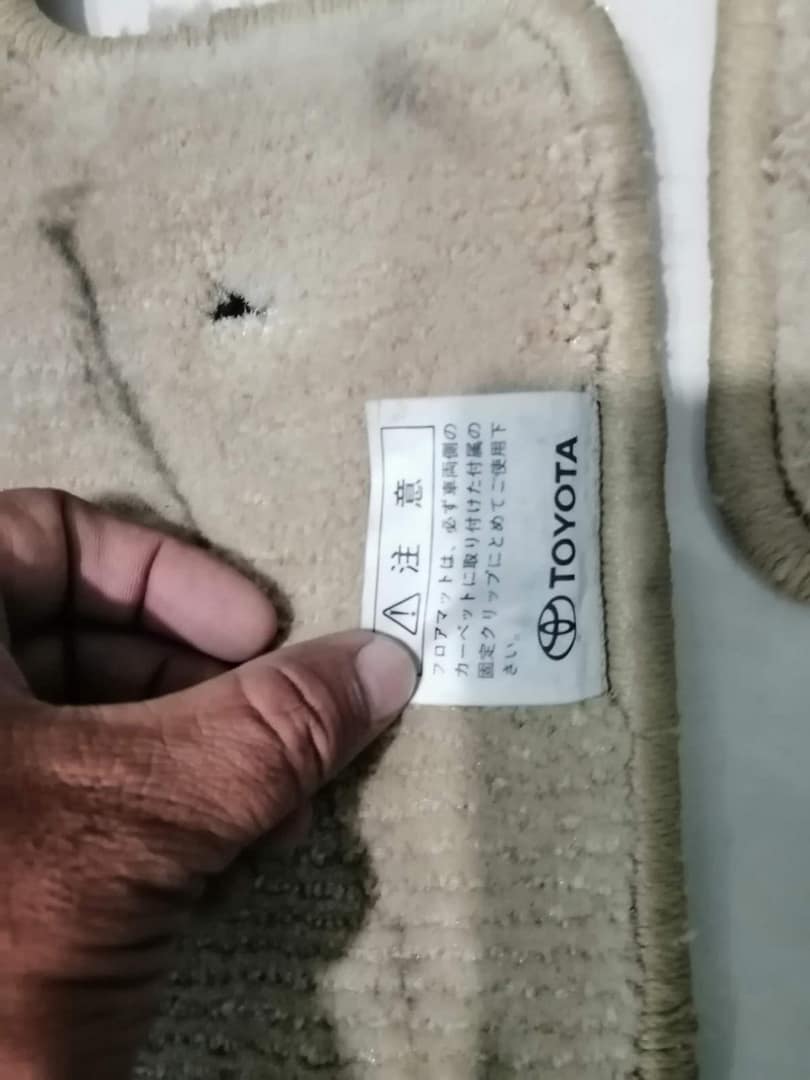 注意
フロアマットは、必ず車両側の
カーペットに取り付けた付属の
固定クリップにとめてご使用下
さい。
TOYOTA